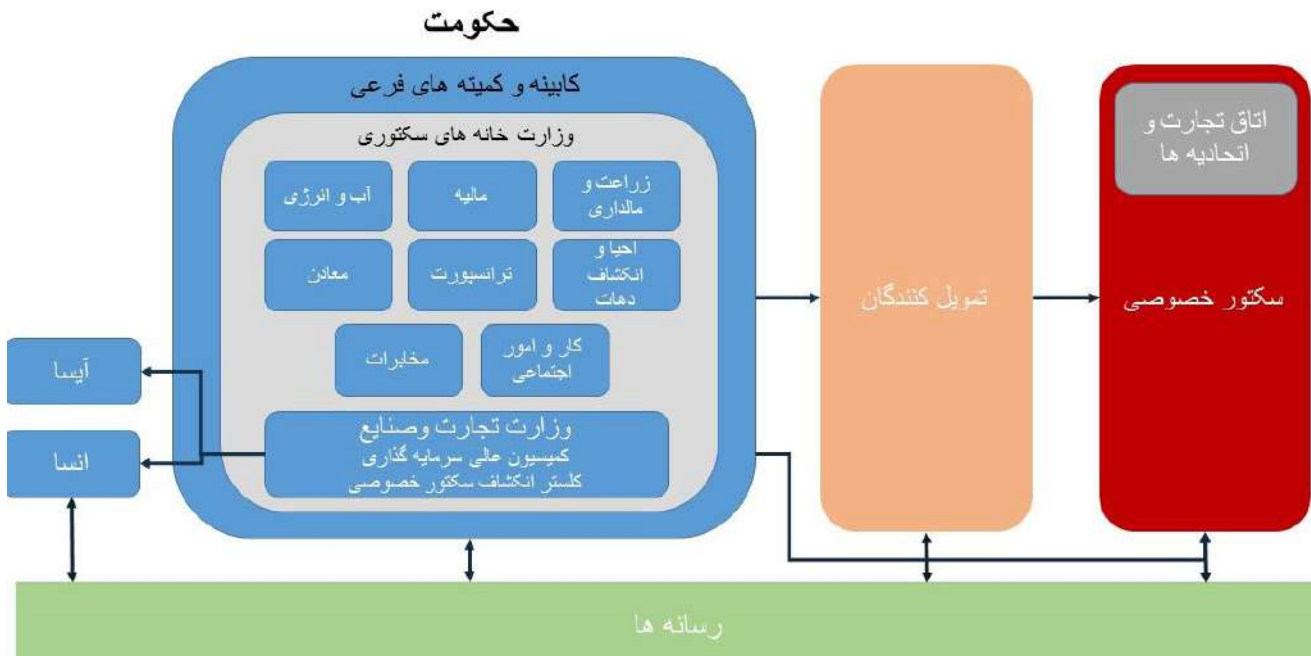 حکومت
کابینه و کمیته های فرعی
وزارت خانه های سکتوری
زراعت و
مالداری
مالیه
آب و انرژی
احیا و
انکشاف
دهات
ترانسپورت
معادن
کار و امور
اجتماعی
مخابرات
وزارت تجارت وصنایع
کمیسیون عالی سرمایه گذاری
کلستر انکشاف سکتور خصوصی
آیسا
انسا
تمویل کنندگان
اتاق تجارت و
اتحادیه ها
سکتور خصوصی
رسانه ها